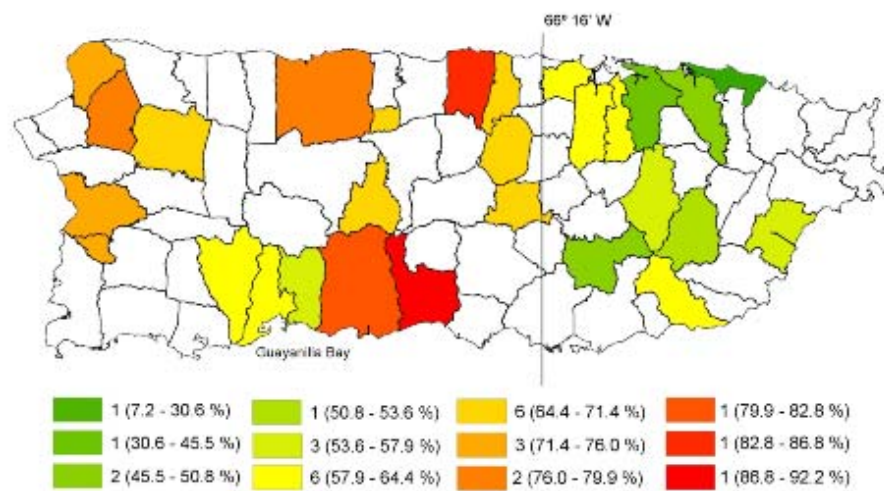 66º 16' W
Guayanilla Bay
1 (7.2 - 30.6 %)
1 (30.6 - 45.5 %)
2 (45.5 - 50.8 %)
1 (50.8 - 53.6 %)
3 (53.6 - 57.9 %)
6 (57.9 - 64.4 %)
6 (64.4 - 71.4 %)
3 (71.4 - 76.0 %)
2 (76.0 - 79.9 %)
1 (79.9 - 82.8 %)
1 (82.8 - 86.8 %)
1 (86.8 - 92.2 %)